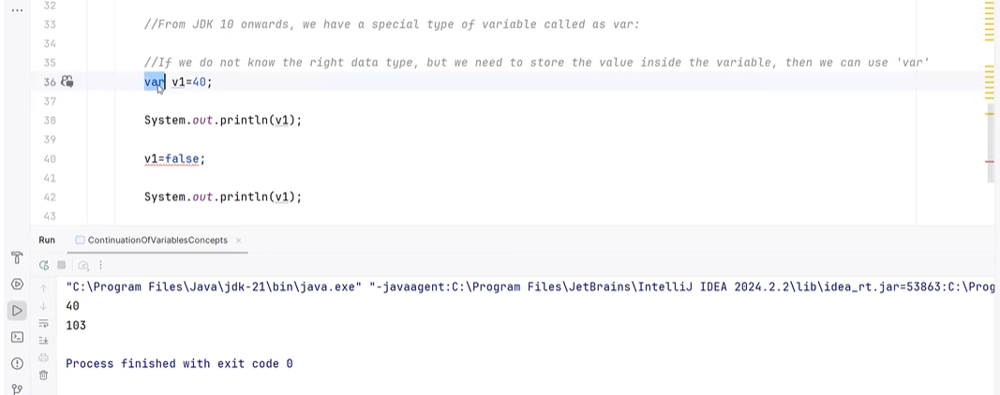 32
33 //From JDK 10 onwards, we have a special type of variable called as var:
34
35 //If we do not know the right data type, but we need to store the value inside the variable, then we can use 'var'
36 var v1=40;
37
38 System.out.println(v1);
39
40 v1=false;
41
42 System.out.println(v1);
43
Run ContinuationOfVariablesConcepts ×
"C:\Program Files\Java\jdk-21\bin\java.exe" "-javaagent:C:\Program Files\JetBrains\IntelliJ IDEA 2024.2.2\lib\idea_rt.jar=53863:C:\Prog
40
103
Process finished with exit code 0